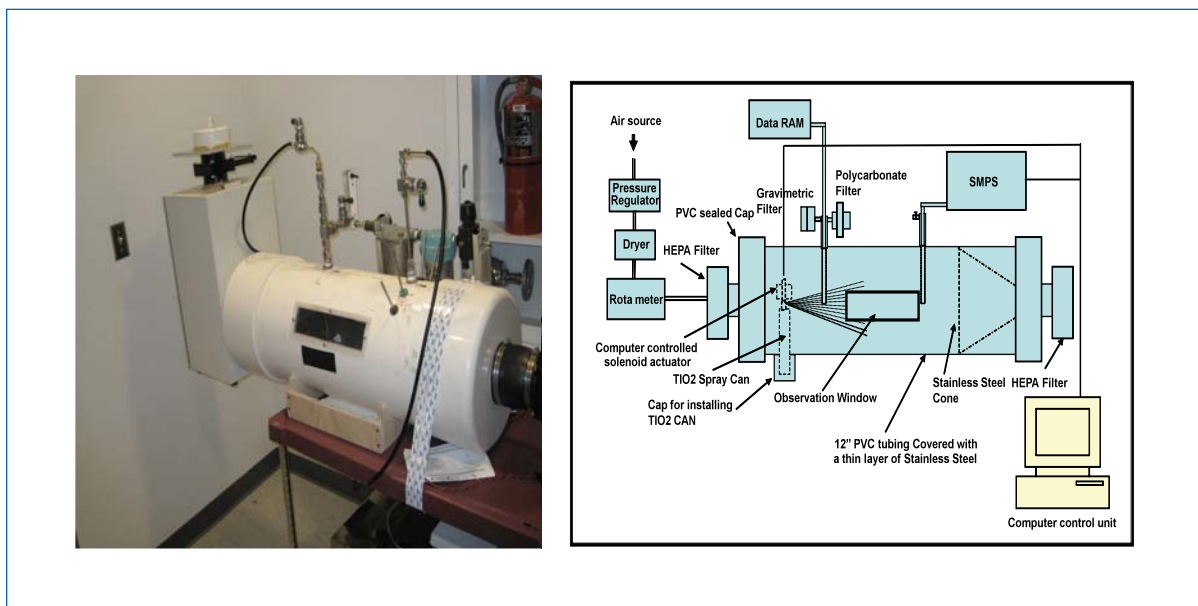 Air source
Data RAM
Pressure
Regulator
Gravimetric
Filter
Polycarbonate
Filter
SMPS
PVC sealed Cap
Dryer
HEPA Filter
Rota meter
Computer controlled
solenoid actuator
TIO2 Spray Can
Cap for installing
TIO2 CAN
Observation Window
Stainless Steel
Cone
HEPA Filter
12” PVC tubing Covered with
a thin layer of Stainless Steel
Computer control unit